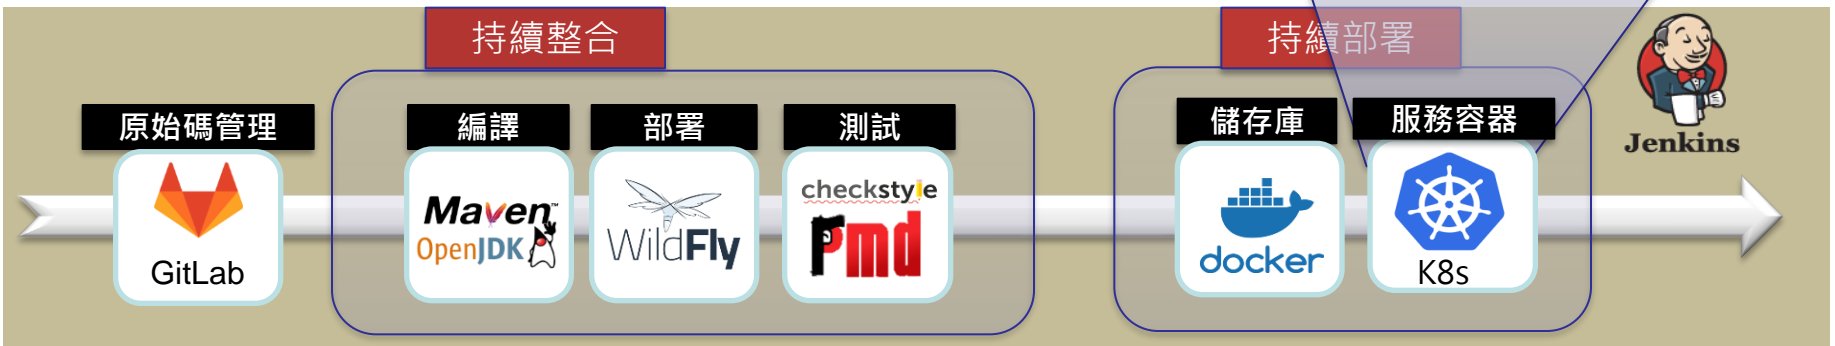 持續整合
持續部署
原始碼管理
編譯
部署
測試
儲存庫
服務容器
GitLab
Maven™
OpenJDK
WildFly
checkstyle
Pmd
docker
K8s
Jenkins